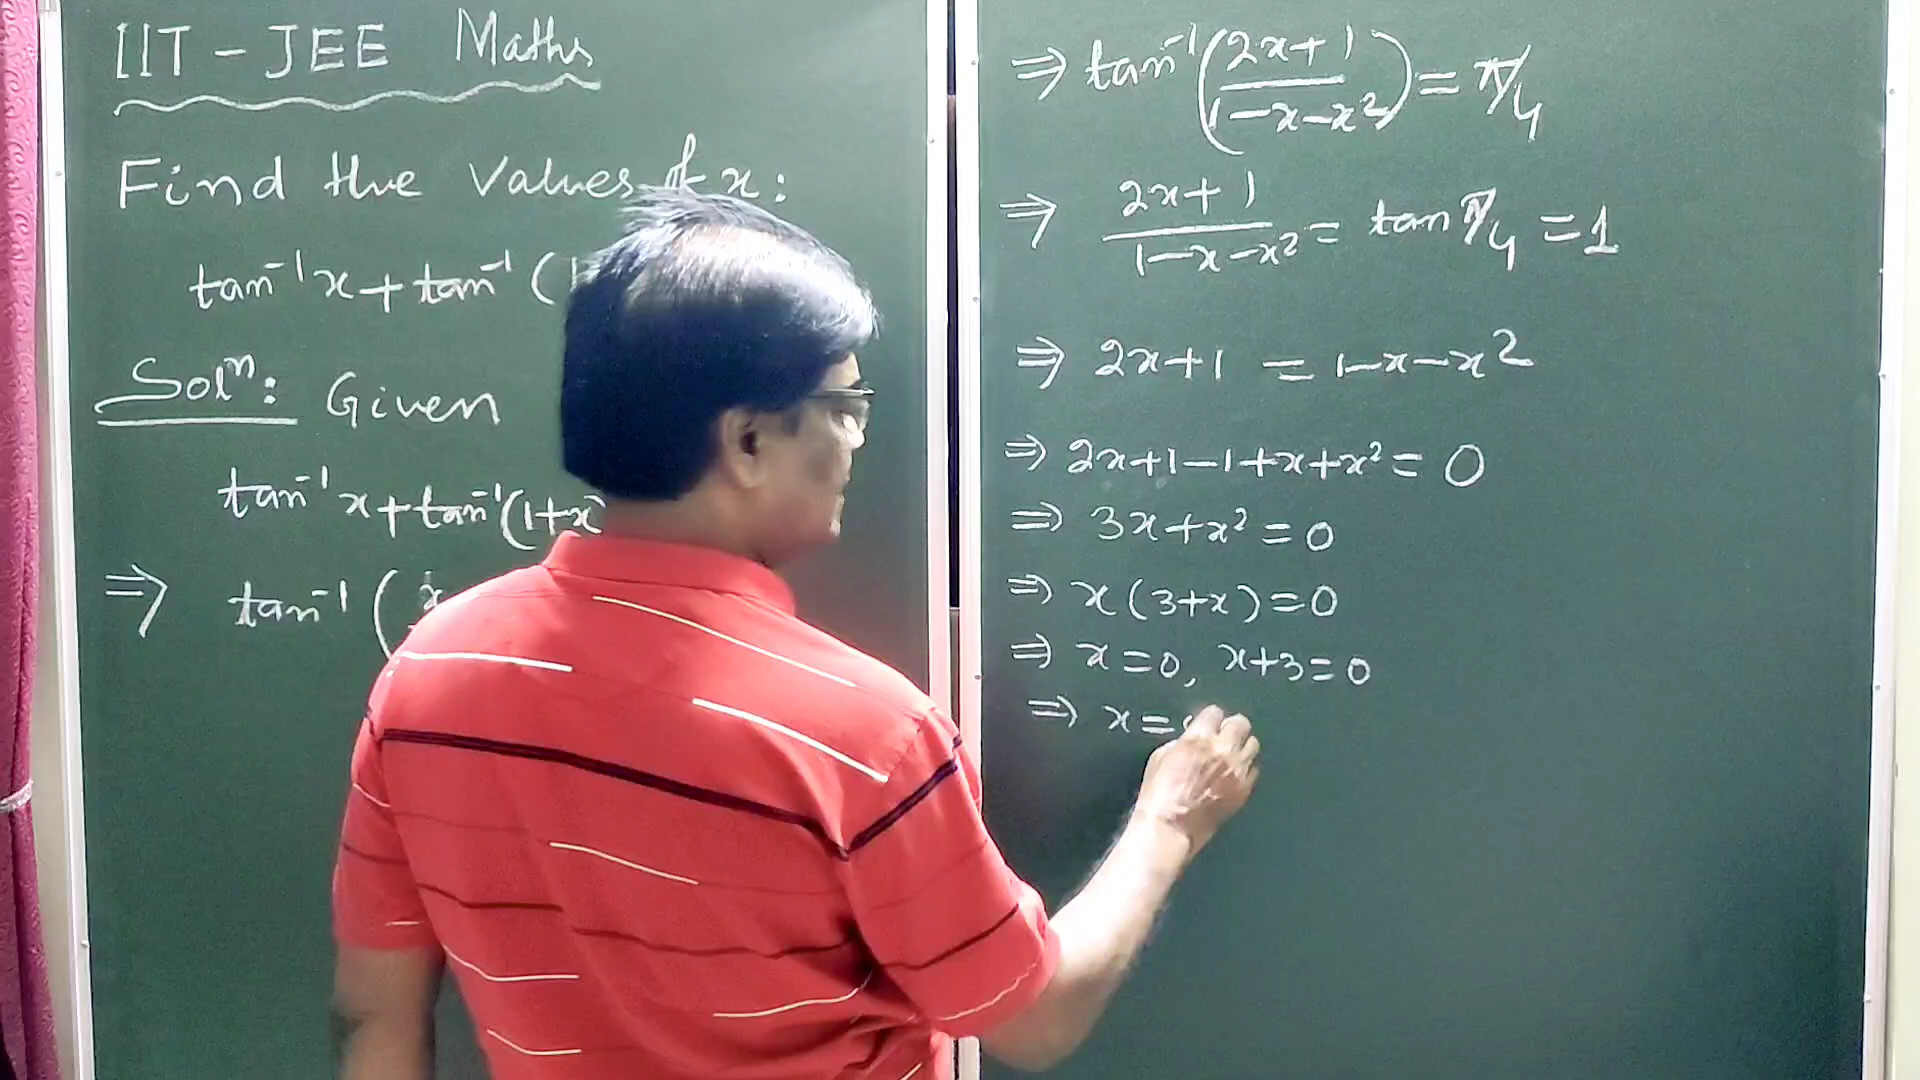 IIT - JEE Maths
Find the values of x:
tan⁻¹x + tan⁻¹ (1
Solⁿ: Given
tan⁻¹x + tan⁻¹(1+x)
⇒ tan⁻¹ (x
⇒ tan⁻¹((2x+1)/(1-x-x²)) = π/4
⇒ (2x+1)/(1-x-x²) = tan π/4 = 1
⇒ 2x+1 = 1-x-x²
⇒ 2x+1-1+x+x² = 0
⇒ 3x+x² = 0
⇒ x(3+x) = 0
⇒ x=0, x+3=0
⇒ x=